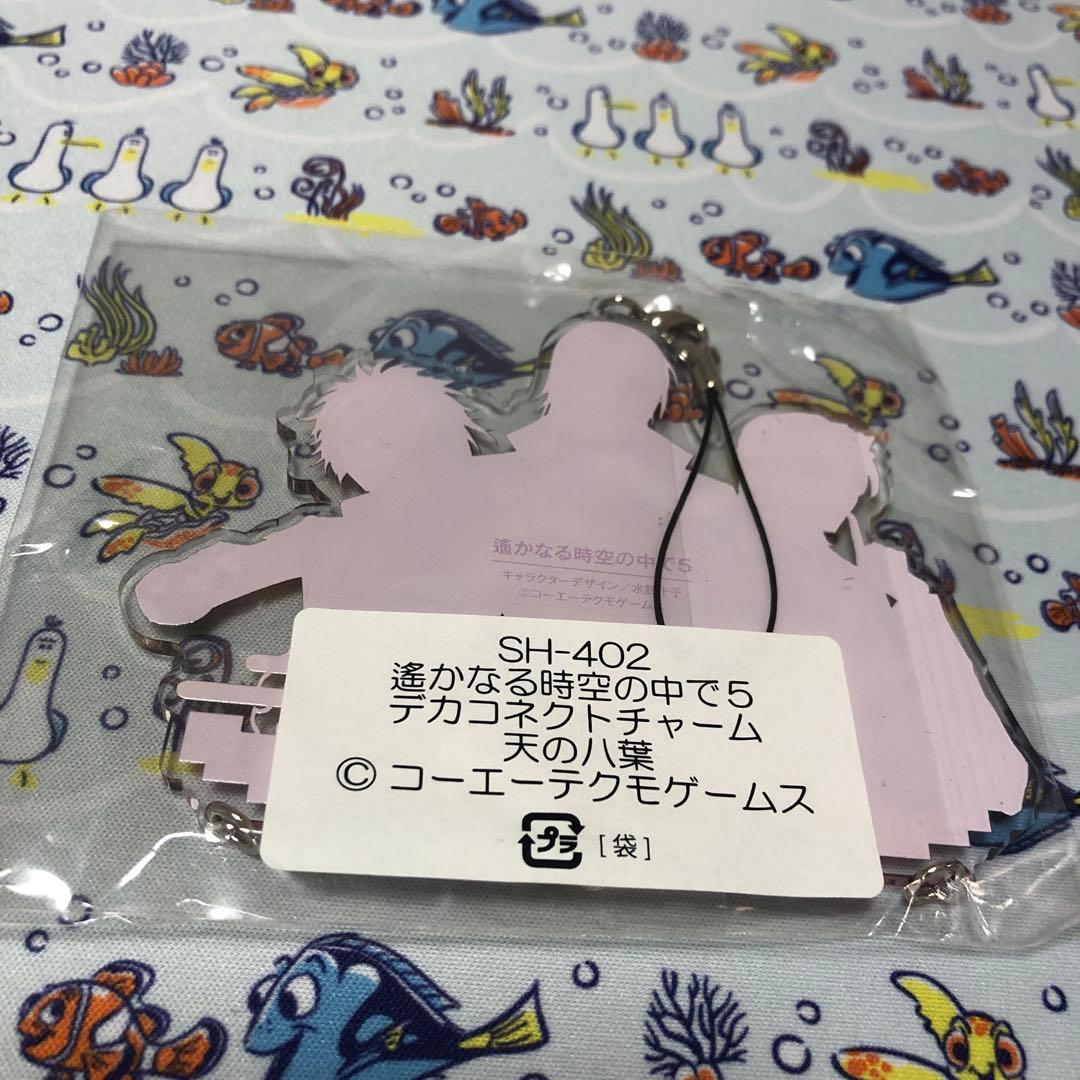 遙かなる時空の中で5
キャラクターデザイン/水野十子
©コーエーテクモゲーム
SH-402
遙かなる時空の中で5
デカコネクトチャーム
天の八葉
© コーエーテクモゲームス
プラ [袋]